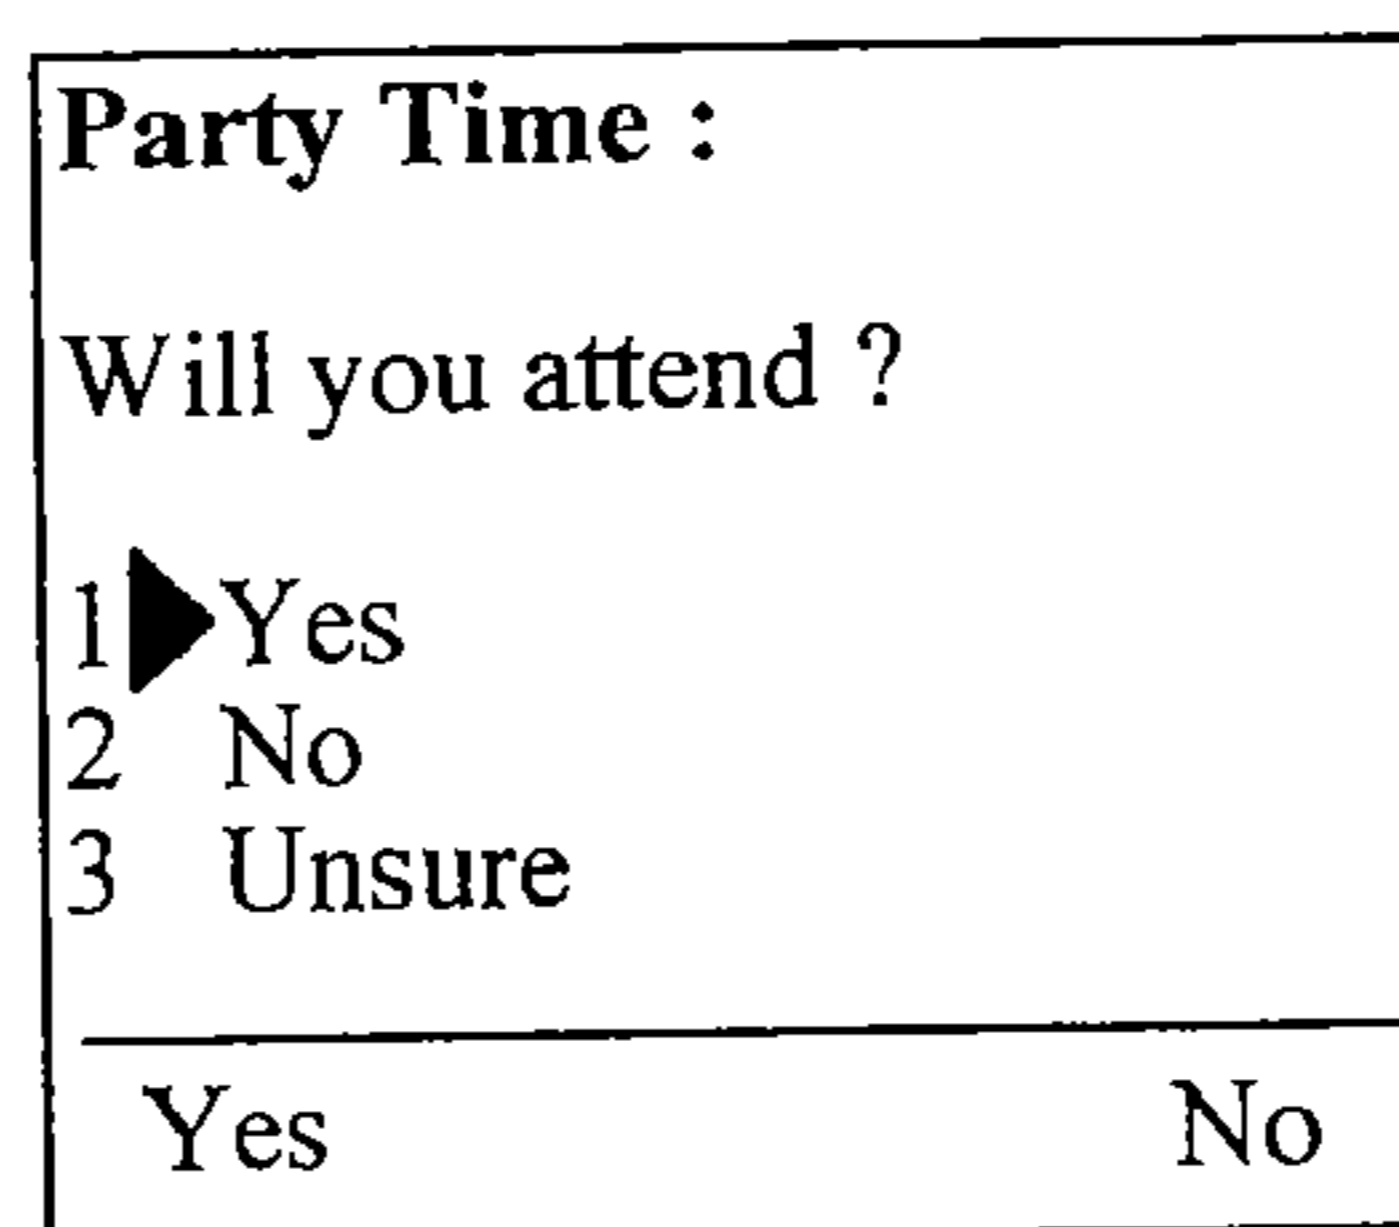 Party Time :
Will you attend ?
1 Yes
2 No
3 Unsure
Yes No